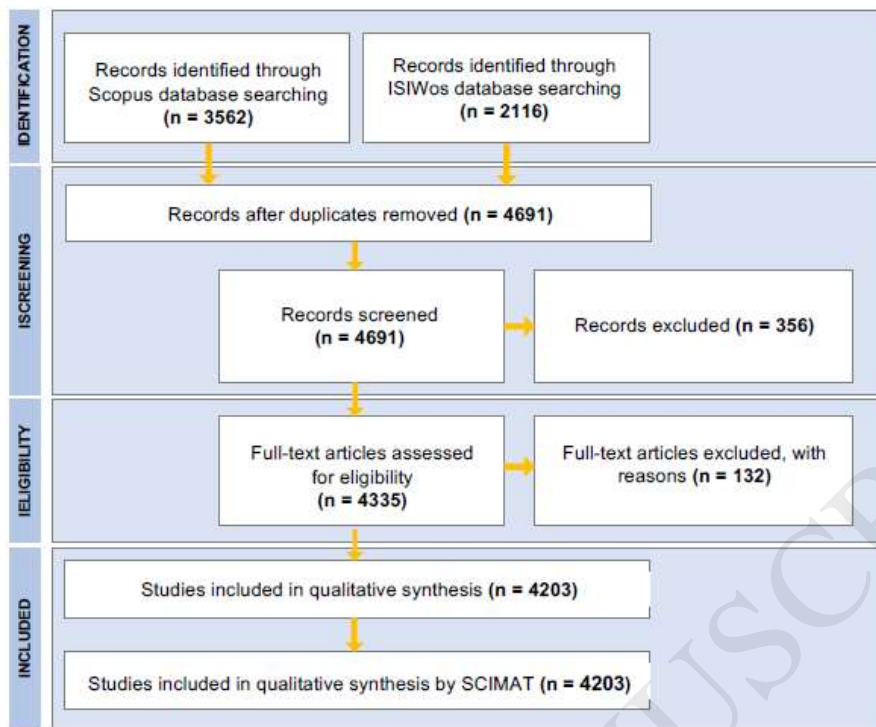 IDENTIFICATION
Records identified through
Scopus database searching
(n = 3562)
Records identified through
ISIWos database searching
(n = 2116)
ISCREENING
Records after duplicates removed (n = 4691)
Records screened
(n = 4691)
Records excluded (n = 356)
IELIGIBILITY
Full-text articles assessed
for eligibility
(n = 4335)
Full-text articles excluded, with
reasons (n = 132)
INCLUDED
Studies included in qualitative synthesis (n = 4203)
Studies included in qualitative synthesis by SCIMAT (n = 4203)